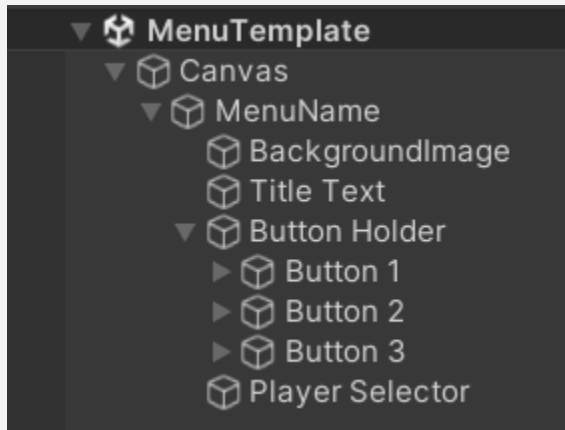 MenuTemplate
Canvas
MenuName
BackgroundImage
Title Text
Button Holder
Button 1
Button 2
Button 3
Player Selector